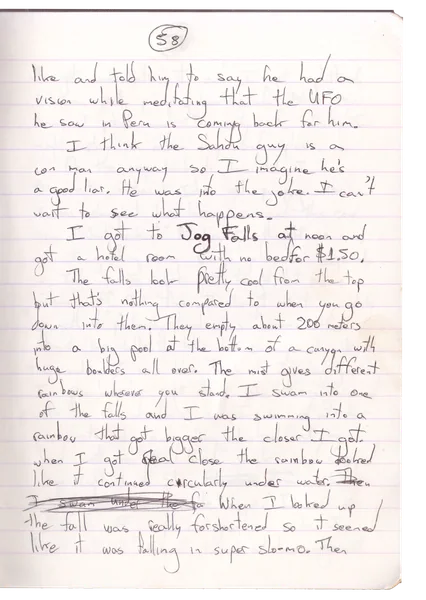 58
like and told him to say he had a
vision while meditating that the UFO
he saw in Peru is coming back for him.
I think the Sahdu guy is a
con man anyway so I imagine he's
a good liar. He was into the joke. I can't
wait to see what happens.
I got to Jog Falls at noon and
got a hotel room with no bed for $1.50.
The falls look pretty cool from the top
but that's nothing compared to when you go
down into them. They empty about 200 meters
into a big pool at the bottom of a canyon with
huge boulders all over. The mist gives different
rainbows wherever you stand. I swam into one
of the falls and I was swimming into a
rainbow that got bigger the closer I got.
when I got real close the rainbow looked
like it continued circularly under water. Then
I swam under the fa When I looked up
the fall was really forshortened so it seemed
like it was falling in super slo-mo. Then